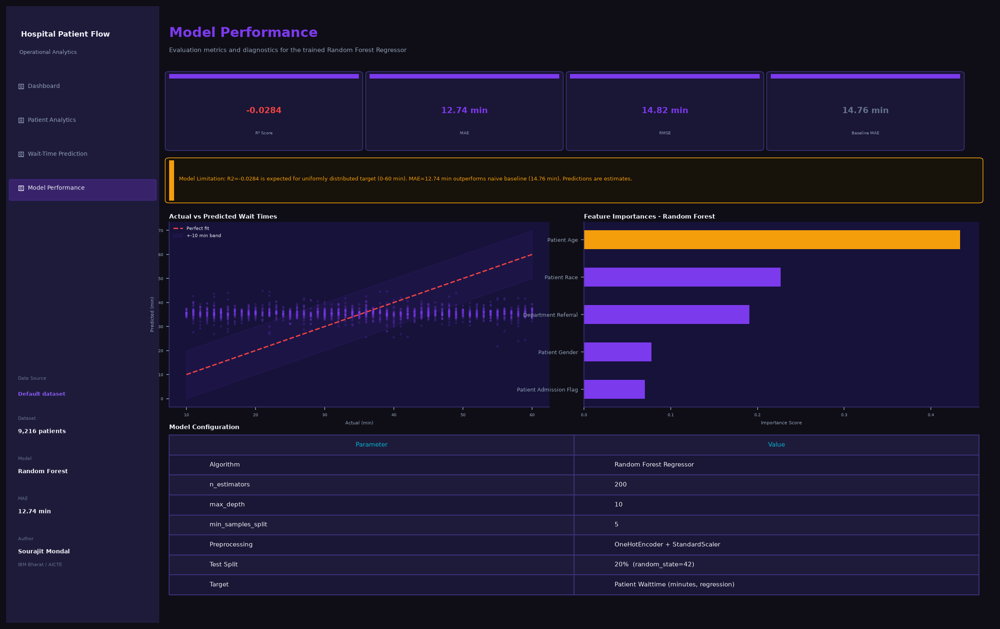 Hospital Patient Flow
Operational Analytics
Dashboard
Patient Analytics
Wait-Time Prediction
Model Performance
Data Source
Default dataset
Dataset
9,216 patients
Model
Random Forest
MAE
12.74 min
Author
Sourajit Mondal
IBM Bharat / AICTE
Model Performance
Evaluation metrics and diagnostics for the trained Random Forest Regressor
-0.0284
R² Score
12.74 min
MAE
14.82 min
RMSE
14.76 min
Baseline MAE
Model Limitation: R2=-0.0284 is expected for uniformly distributed target (0-60 min). MAE=12.74 min outperforms naive baseline (14.76 min). Predictions are estimates.
Actual vs Predicted Wait Times
Perfect fit
+-10 min band
70
60
50
40
30
20
10
0
Predicted (min)
10 20 30 40 50 60
Actual (min)
Feature Importances - Random Forest
Patient Age
Patient Race
Department Referral
Patient Gender
Patient Admission Flag
0.0 0.1 0.2 0.3 0.4
Importance Score
Model Configuration
Parameter Value
Algorithm Random Forest Regressor
n_estimators 200
max_depth 10
min_samples_split 5
Preprocessing OneHotEncoder + StandardScaler
Test Split 20% (random_state=42)
Target Patient Waittime (minutes, regression)